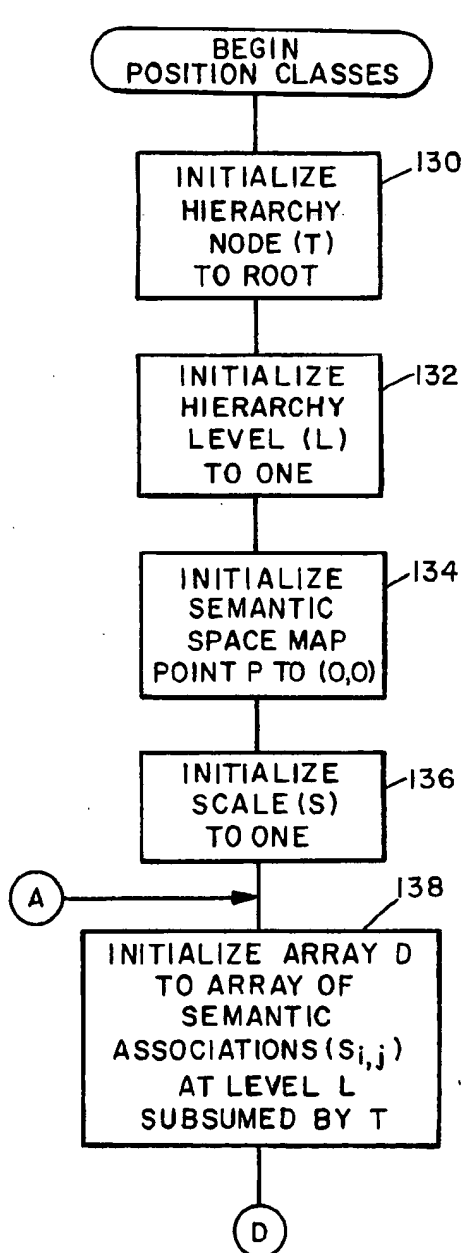 BEGIN
POSITION CLASSES
130
INITIALIZE
HIERARCHY
NODE (T)
TO ROOT
132
INITIALIZE
HIERARCHY
LEVEL (L)
TO ONE
134
INITIALIZE
SEMANTIC
SPACE MAP
POINT P TO (0,0)
136
INITIALIZE
SCALE (S)
TO ONE
A
138
INITIALIZE ARRAY D
TO ARRAY OF
SEMANTIC
ASSOCIATIONS (Si,j)
AT LEVEL L
SUBSUMED BY T
D